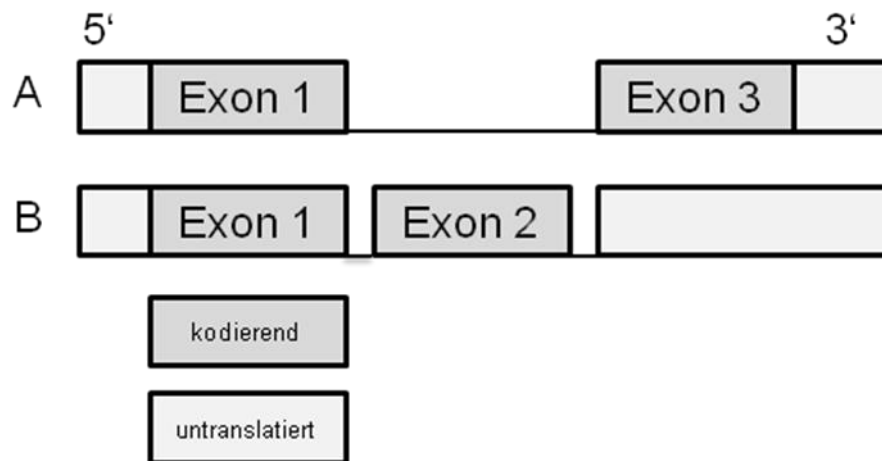 5‘ 3‘
A Exon 1 Exon 3
B Exon 1 Exon 2
kodierend
untranslatiert